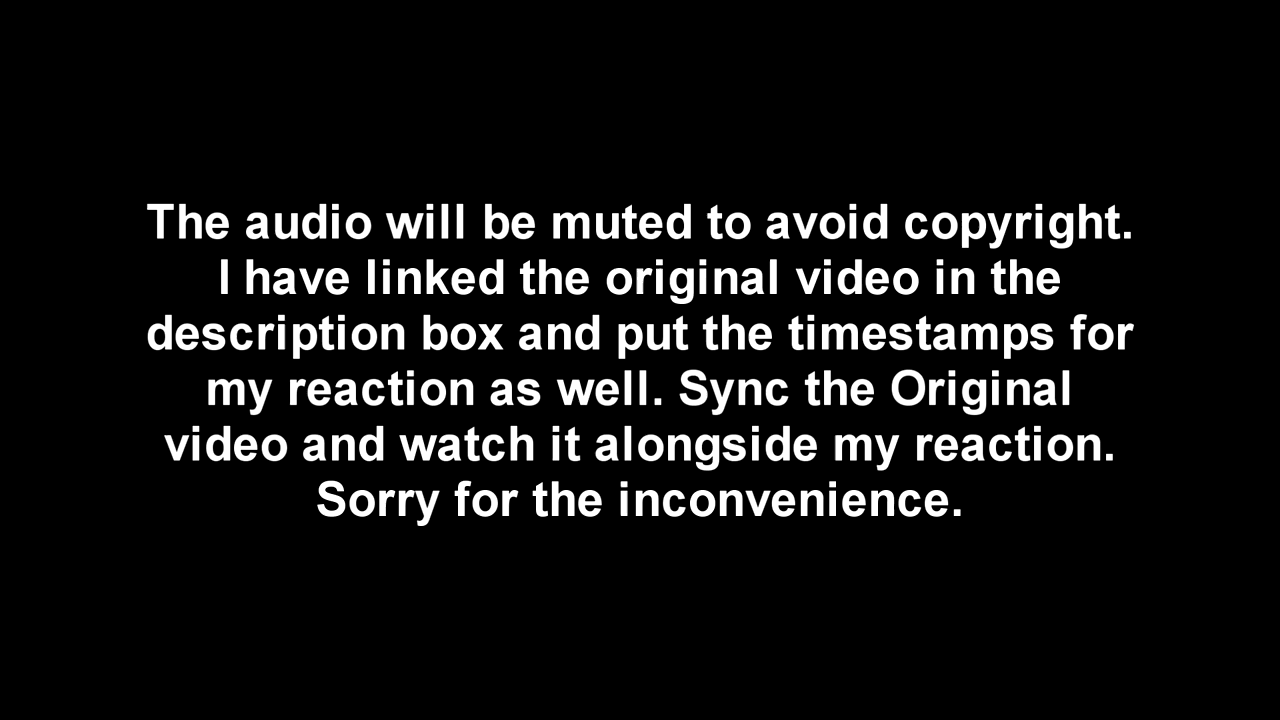 The audio will be muted to avoid copyright.
I have linked the original video in the
description box and put the timestamps for
my reaction as well. Sync the Original
video and watch it alongside my reaction.
Sorry for the inconvenience.